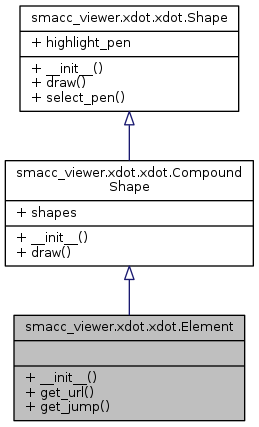 smacc_viewer.xdot.xdot.Shape
+ highlight_pen
+ __init__()
+ draw()
+ select_pen()
smacc_viewer.xdot.xdot.Compound
Shape
+ shapes
+ __init__()
+ draw()
smacc_viewer.xdot.xdot.Element
+ __init__()
+ get_url()
+ get_jump()